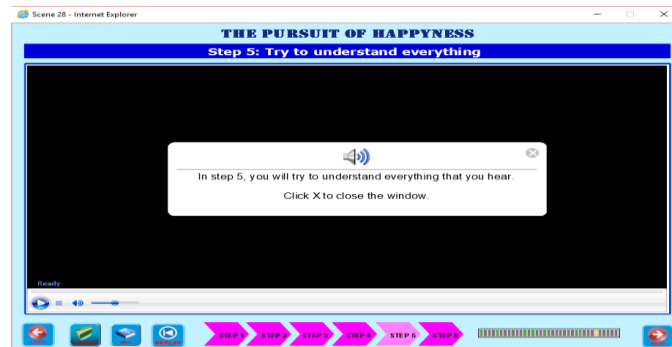 Scene 28 - Internet Explorer
THE PURSUIT OF HAPPYNESS
Step 5: Try to understand everything
In step 5, you will try to understand everything that you hear.
Click X to close the window.
Ready
STEP 1 STEP 2 STEP 3 STEP 4 STEP 5 STEP 6